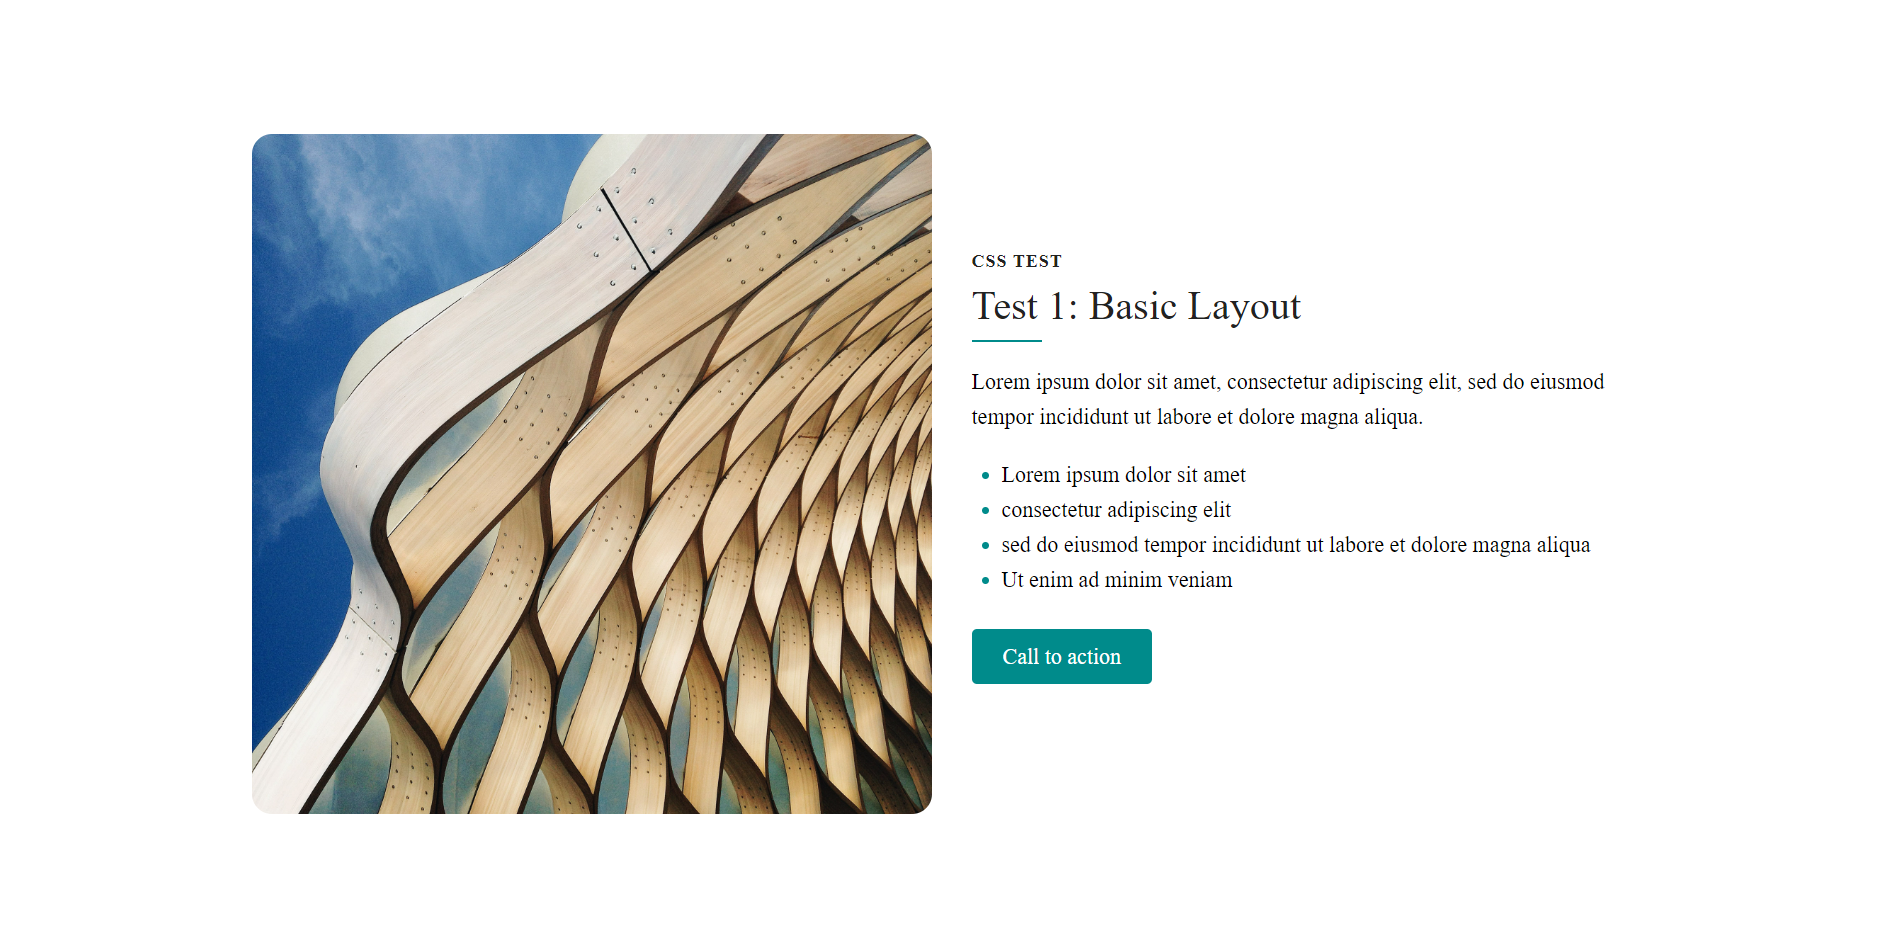 CSS TEST
Test 1: Basic Layout
Lorem ipsum dolor sit amet, consectetur adipiscing elit, sed do eiusmod
tempor incididunt ut labore et dolore magna aliqua.
Lorem ipsum dolor sit amet
consectetur adipiscing elit
sed do eiusmod tempor incididunt ut labore et dolore magna aliqua
Ut enim ad minim veniam
Call to action